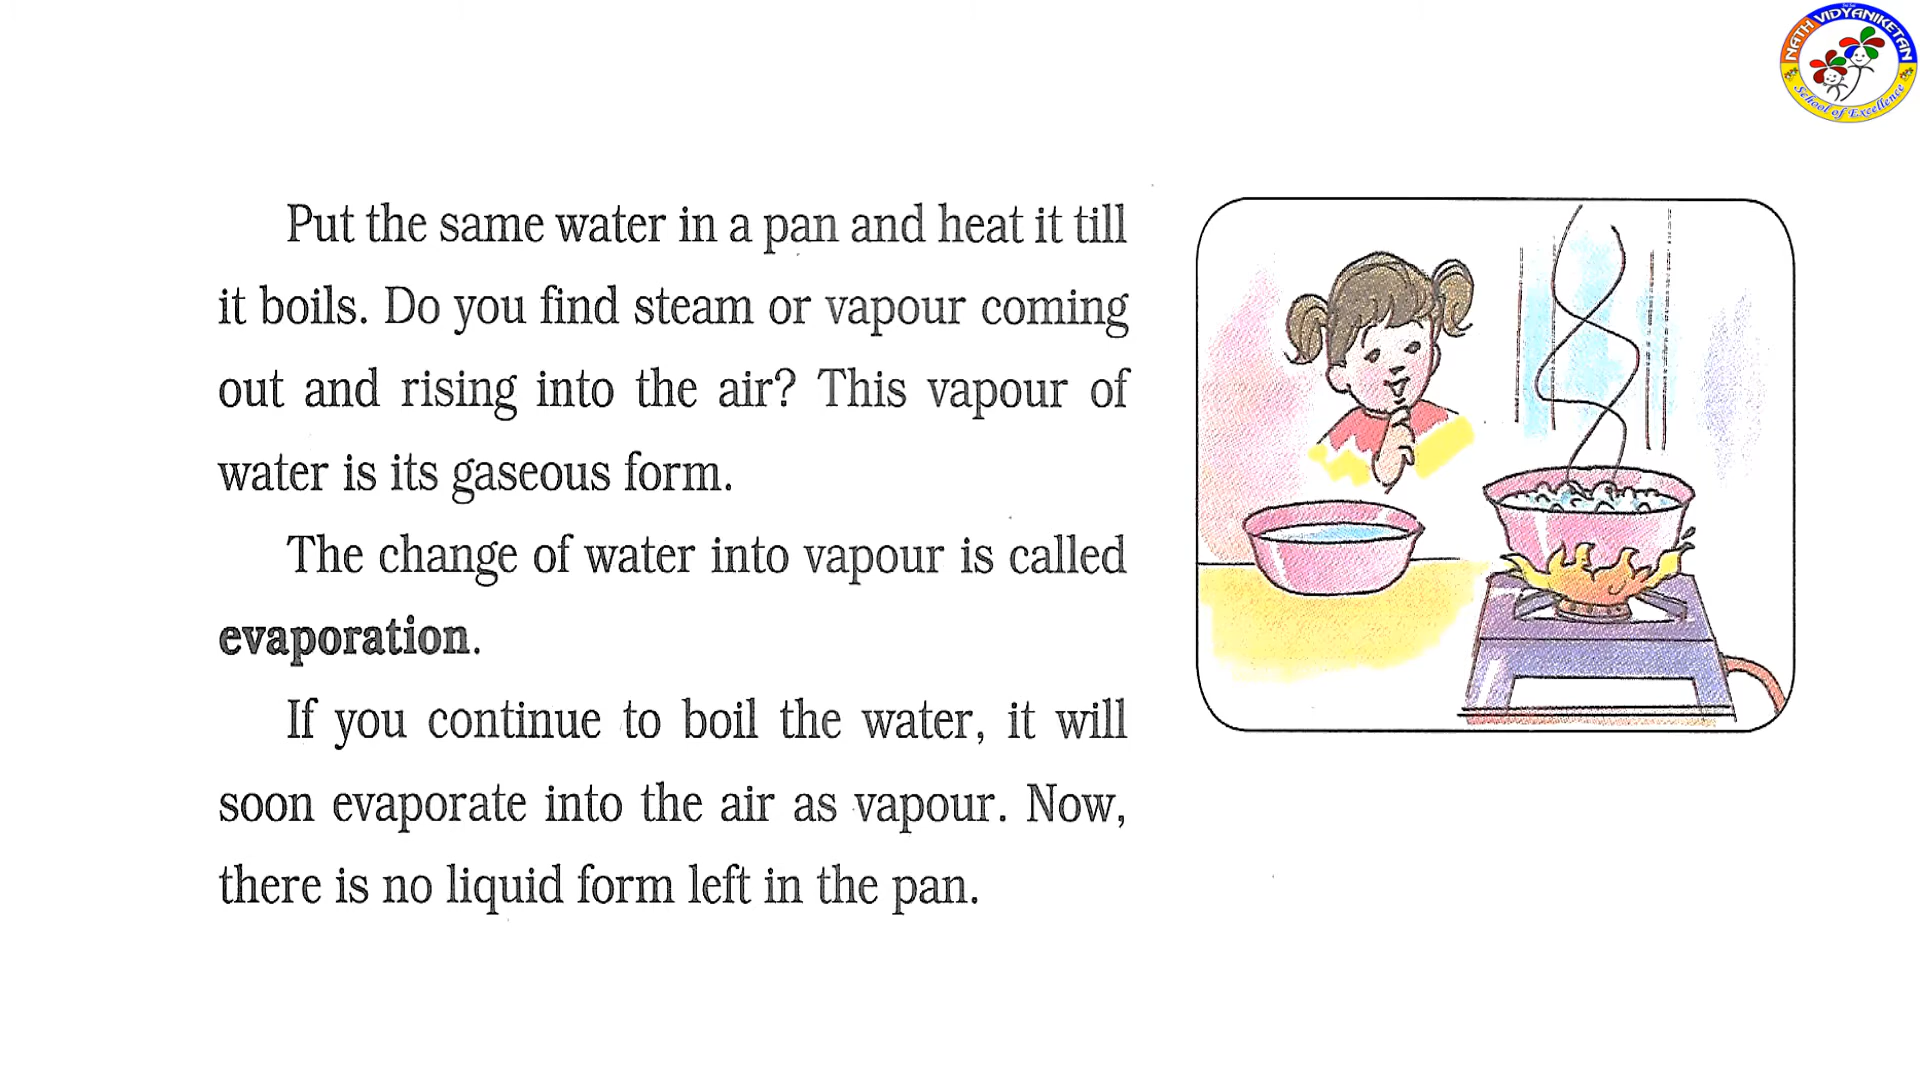 NATH VIDYANIKETAN
School of Excellence
Put the same water in a pan and heat it till
it boils. Do you find steam or vapour coming
out and rising into the air? This vapour of
water is its gaseous form.
The change of water into vapour is called
evaporation.
If you continue to boil the water, it will
soon evaporate into the air as vapour. Now,
there is no liquid form left in the pan.